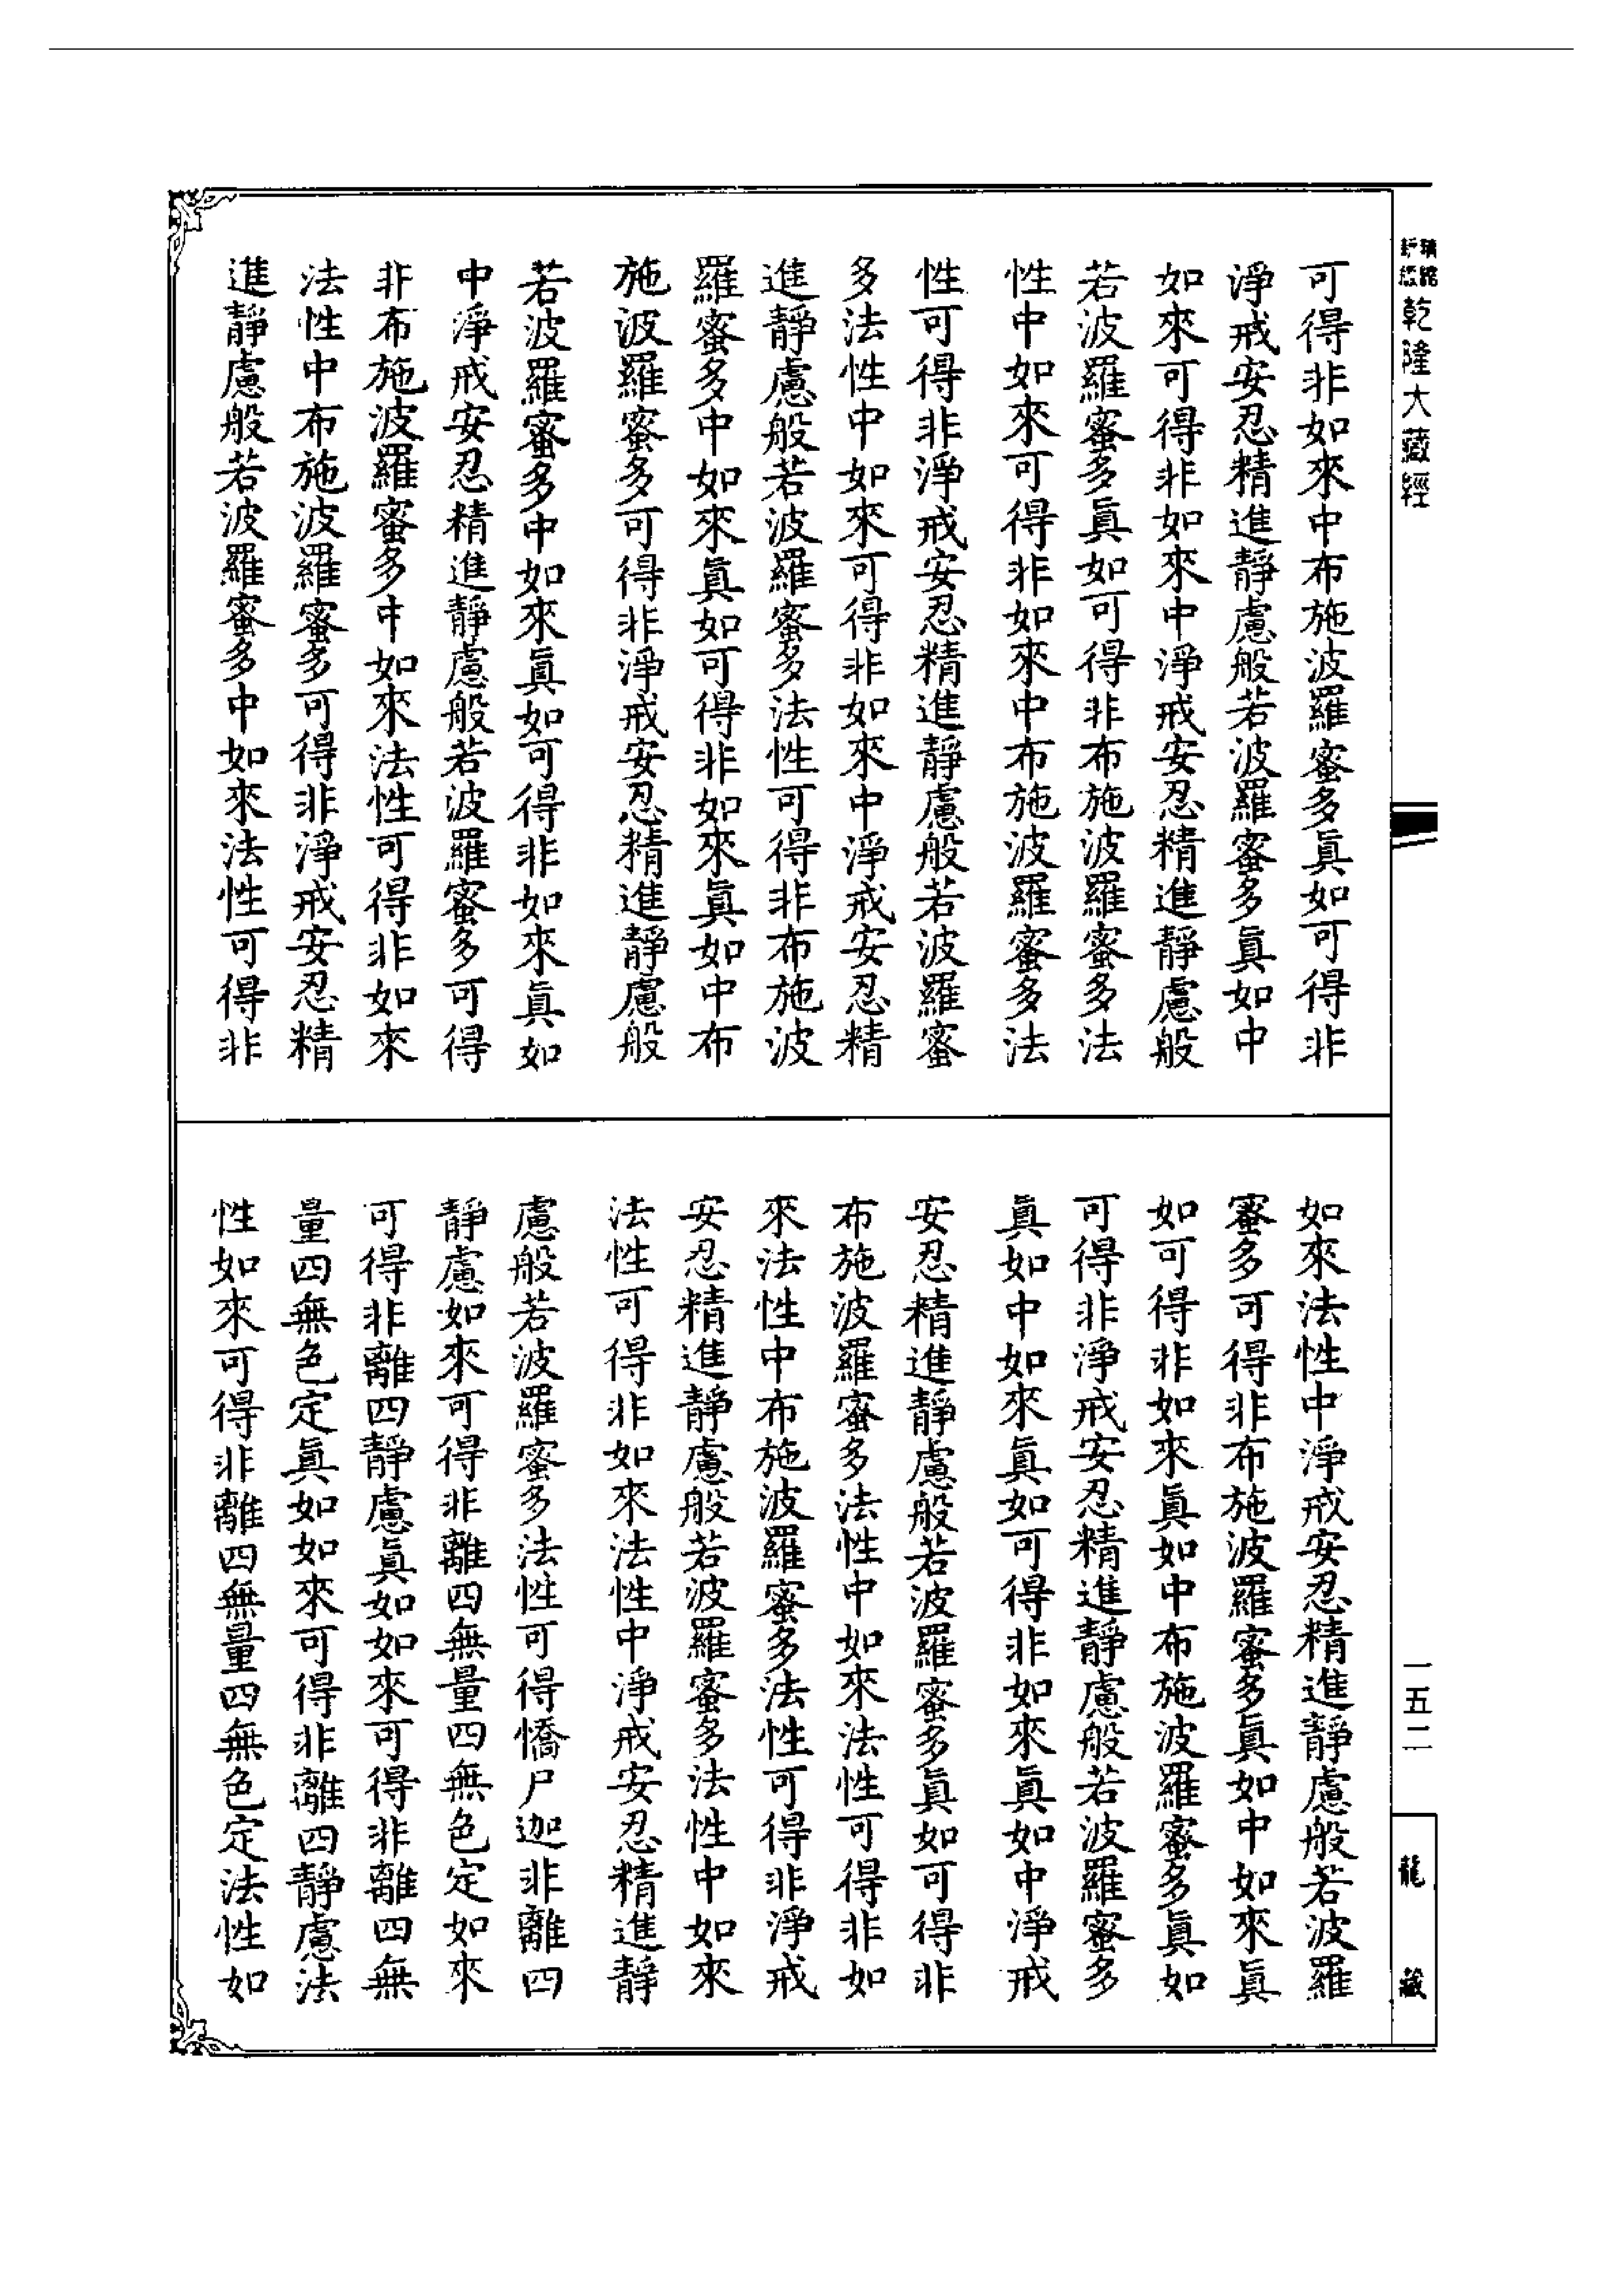 乾隆大藏經
可得非如來中布施波羅蜜多真如可得非
淨戒安忍精進靜慮般若波羅蜜多真如中
如來可得非如來中淨戒安忍精進靜慮般
若波羅蜜多真如可得非布施波羅蜜多法
性中如來可得非如來中布施波羅蜜多法
性可得非淨戒安忍精進靜慮般若波羅蜜
多法性中如來可得非如來中淨戒安忍精
進靜慮般若波羅蜜多法性可得非布施波
羅蜜多中如來真如可得非如來真如中布
施波羅蜜多可得非淨戒安忍精進靜慮般
若波羅蜜多中如來真如可得非如來真如
中淨戒安忍精進靜慮般若波羅蜜多可得
非布施波羅蜜多中如來法性可得非如來
法性中布施波羅蜜多可得非淨戒安忍精
進靜慮般若波羅蜜多中如來法性可得非
如來法性中淨戒安忍精進靜慮般若波羅
蜜多可得非布施波羅蜜多真如中如來真
如可得非如來真如中布施波羅蜜多真如
可得非淨戒安忍精進靜慮般若波羅蜜多
真如中如來真如可得非如來真如中淨戒
安忍精進靜慮般若波羅蜜多真如可得非
布施波羅蜜多法性中如來法性可得非如
來法性中布施波羅蜜多法性可得非淨戒
安忍精進靜慮般若波羅蜜多法性中如來
法性可得非如來法性中淨戒安忍精進靜
慮般若波羅蜜多法性可得憍尸迦非離四
靜慮如來可得非離四無量四無色定如來
可得非離四靜慮真如如來可得非離四無
量四無色定真如如來可得非離四靜慮法
性如來可得非離四無量四無色定法性如
一五二
龍藏